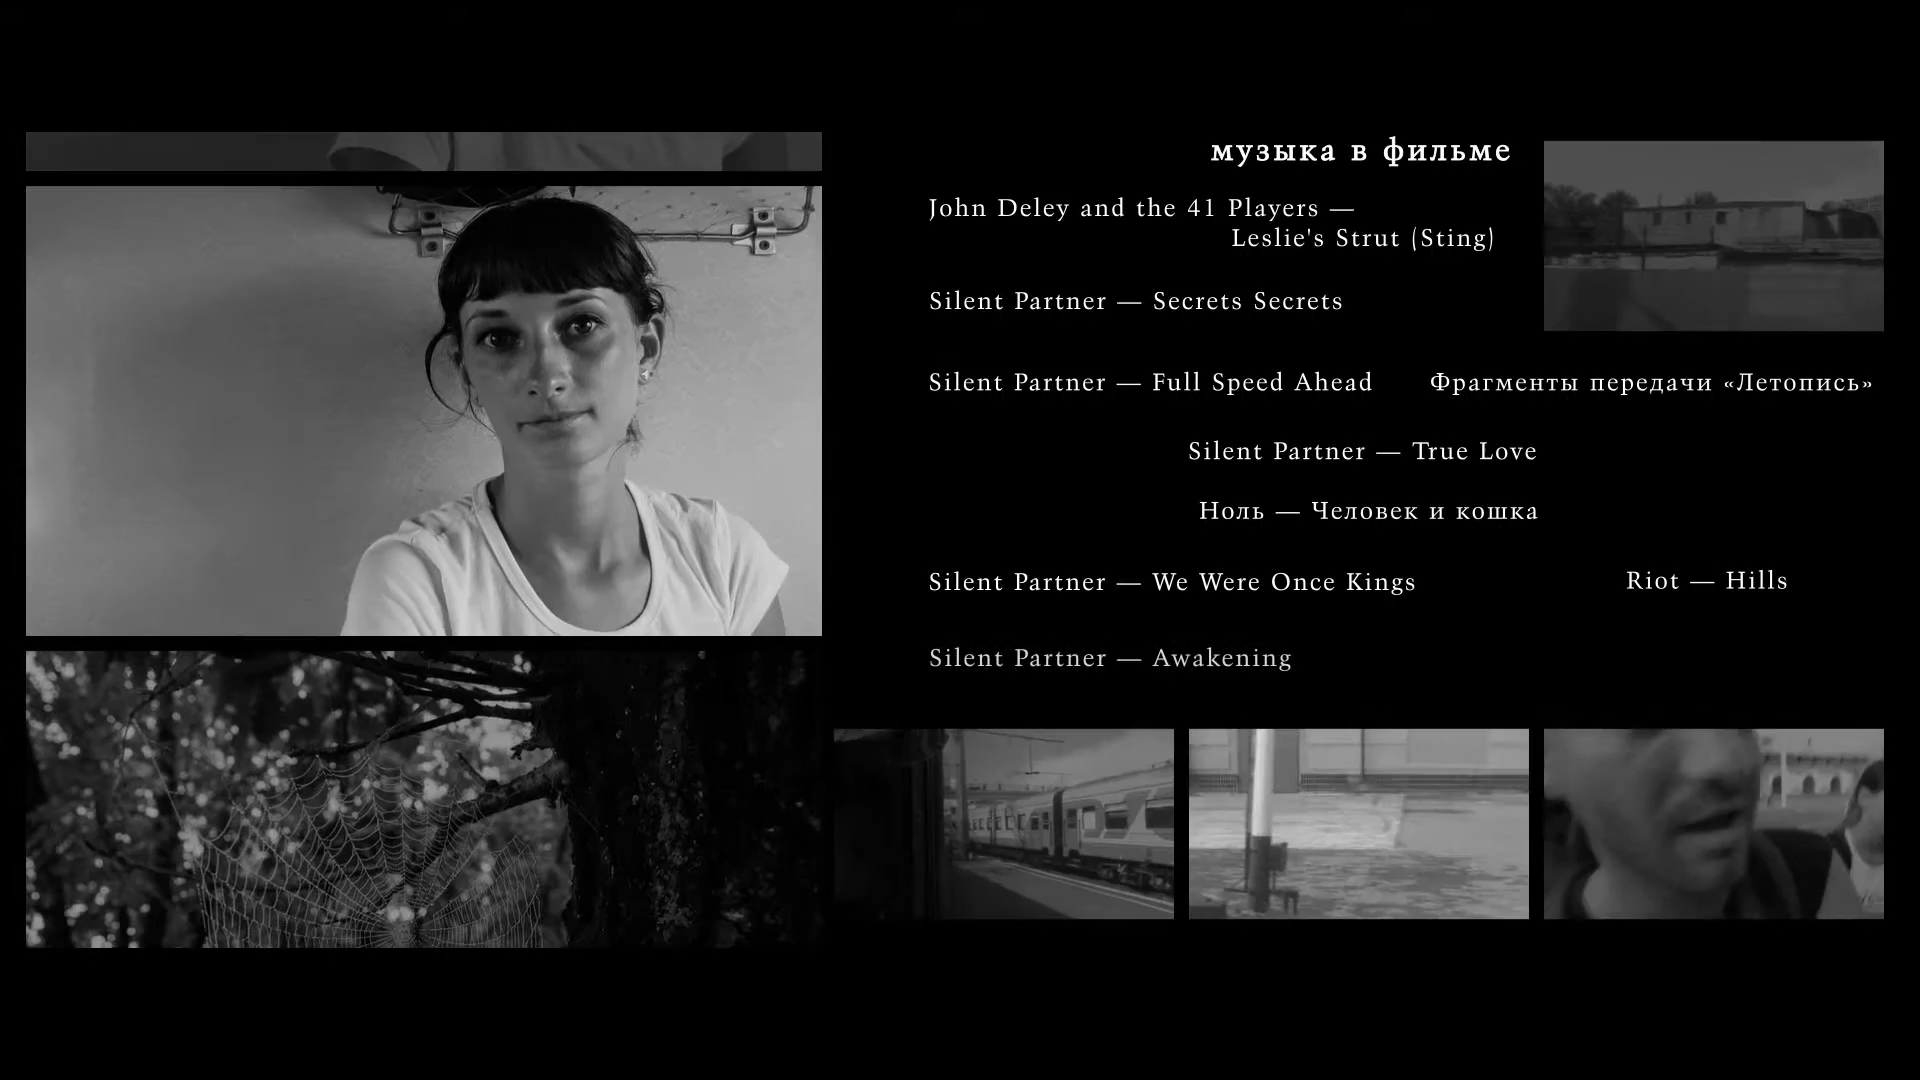 музыка в фильме
John Deley and the 41 Players —
Leslie's Strut (Sting)
Silent Partner — Secrets Secrets
Silent Partner — Full Speed Ahead
Фрагменты передачи «Летопись»
Silent Partner — True Love
Ноль — Человек и кошка
Silent Partner — We Were Once Kings
Riot — Hills
Silent Partner — Awakening